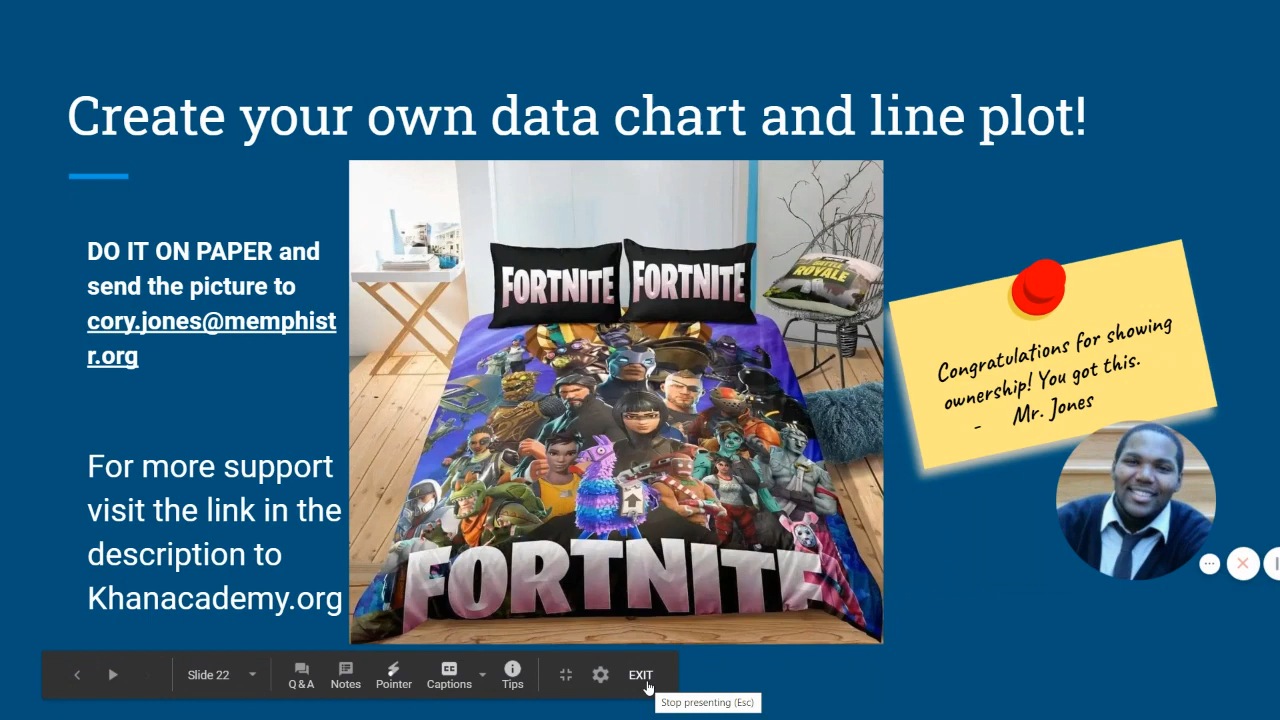 Create your own data chart and line plot!
DO IT ON PAPER and
send the picture to
cory.jones@memphist
r.org
For more support
visit the link in the
description to
Khanacademy.org
FORTNITE
FORTNITE
BATTLE
ROYALE
FORTNITE
Congratulations for showing
ownership! You got this.
- Mr. Jones
Slide 22
Q&A
Notes
Pointer
CC
Captions
Tips
EXIT
Stop presenting (Esc)